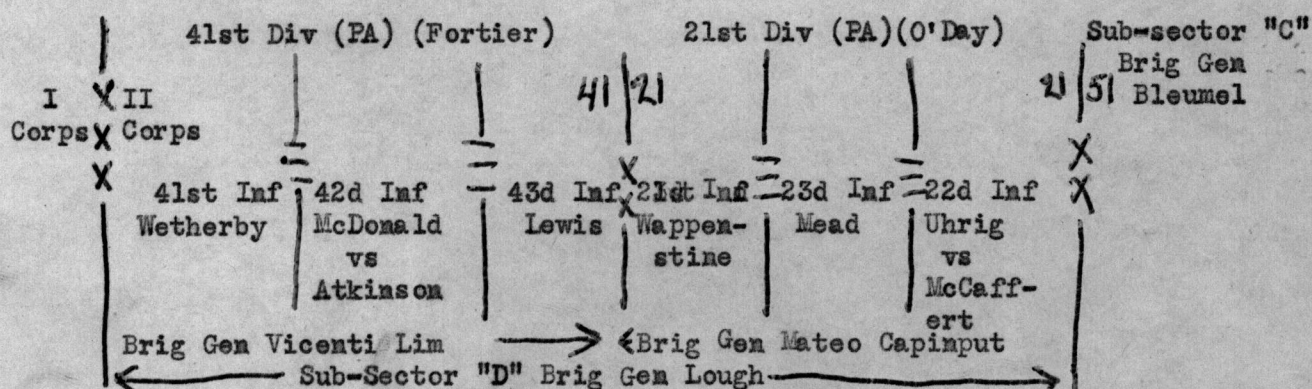 41st Div (PA) (Fortier) 21st Div (PA)(O'Day) Sub-sector "C"
Brig Gen
Bleumel
I X II 41 21 21 51
Corps X Corps
X
41st Inf 42d Inf 43d Inf 21st Inf 23d Inf 22d Inf
Wetherby McDonald Lewis Wappen- Mead Uhrig
vs stine vs
Atkinson McCaff-
ert
Brig Gen Vicenti Lim Brig Gen Mateo Capinput
Sub-Sector "D" Brig Gen Lough